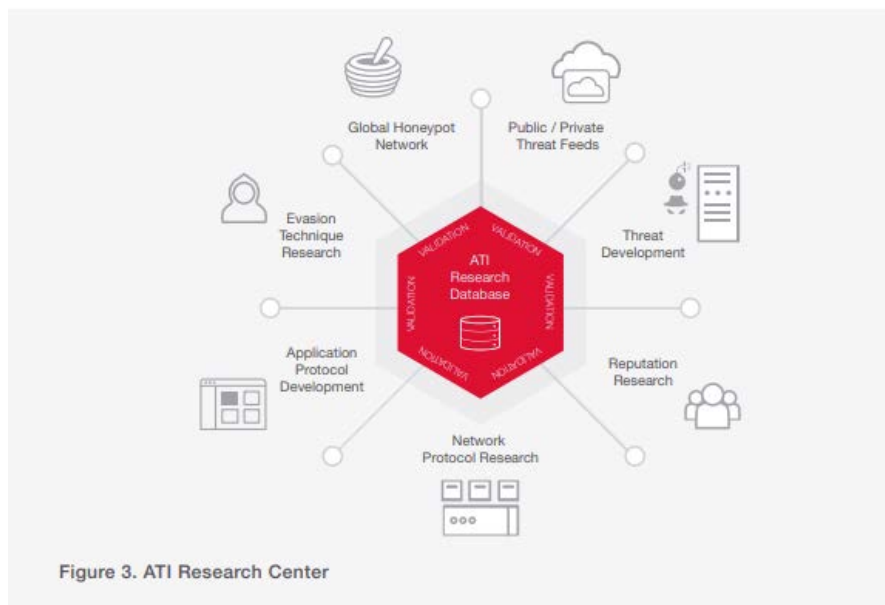 Global Honeypot
Network
Public / Private
Threat Feeds
Evasion
Technique
Research
Threat
Development
VALIDATION
VALIDATION
VALIDATION
VALIDATION
VALIDATION
VALIDATION
ATI
Research
Database
Application
Protocol
Development
Reputation
Research
Network
Protocol Research
Figure 3. ATI Research Center